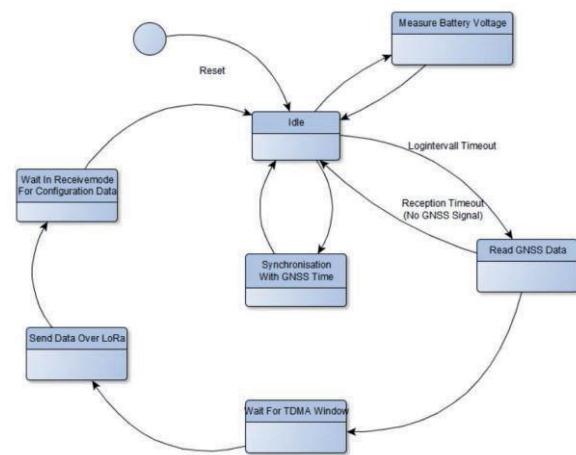 Measure Battery Voltage
Reset
Idle
Logintervall Timeout
Wait In Receivemode
For Configuration Data
Reception Timeout
(No GNSS Signal)
Read GNSS Data
Synchronisation
With GNSS Time
Send Data Over LoRa
Wait For TDMA Window